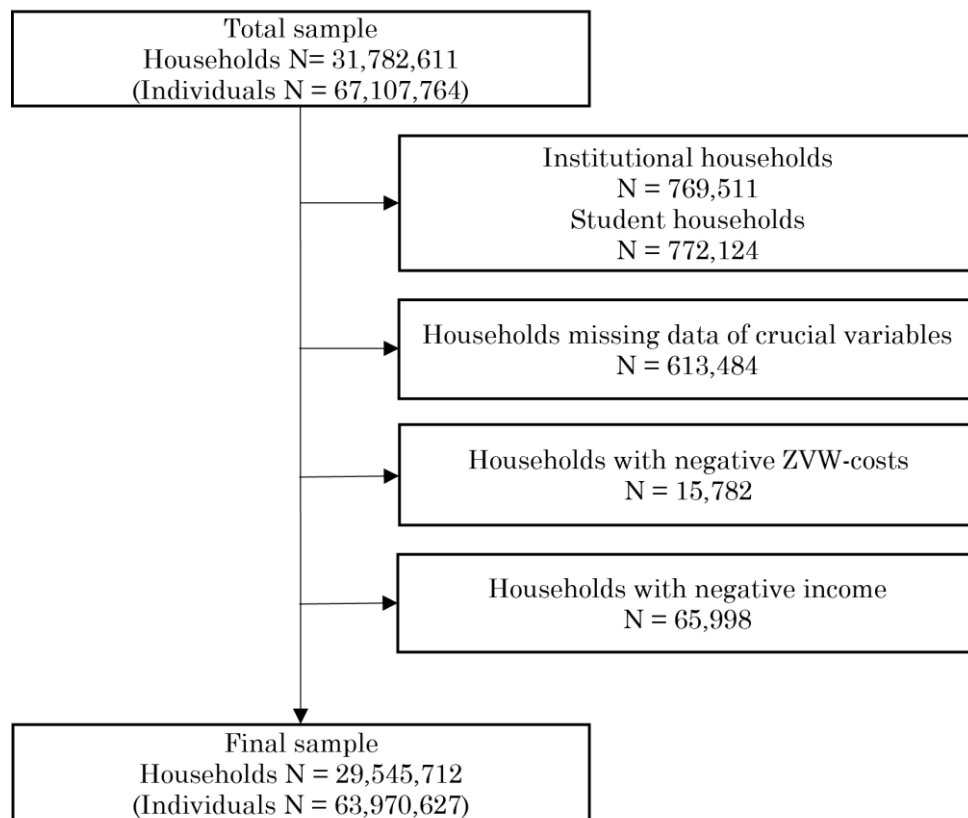 Total sample
Households N= 31,782,611
(Individuals N = 67,107,764)
Institutional households
N = 769,511
Student households
N = 772,124
Households missing data of crucial variables
N = 613,484
Households with negative ZVW-costs
N = 15,782
Households with negative income
N = 65,998
Final sample
Households N = 29,545,712
(Individuals N = 63,970,627)